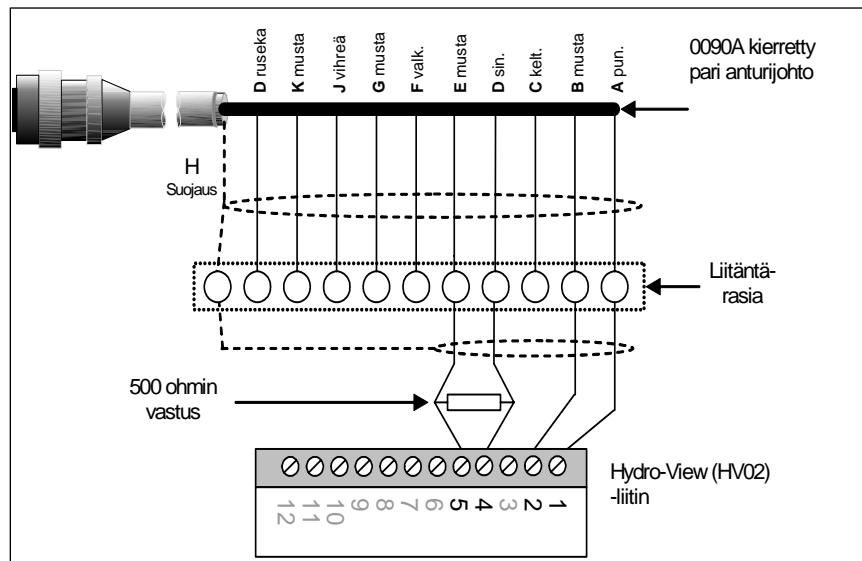 D ruseka
K musta
J vihreä
G musta
F valk.
E musta
D sin.
C kelt.
B musta
A pun.
0090A kierretty
pari anturijohto
H
Suojaus
Liitäntä-
rasia
500 ohmin
vastus
Hydro-View (HV02)
-liitin
12 11 10 9 8 7 6 5 4 3 2 1